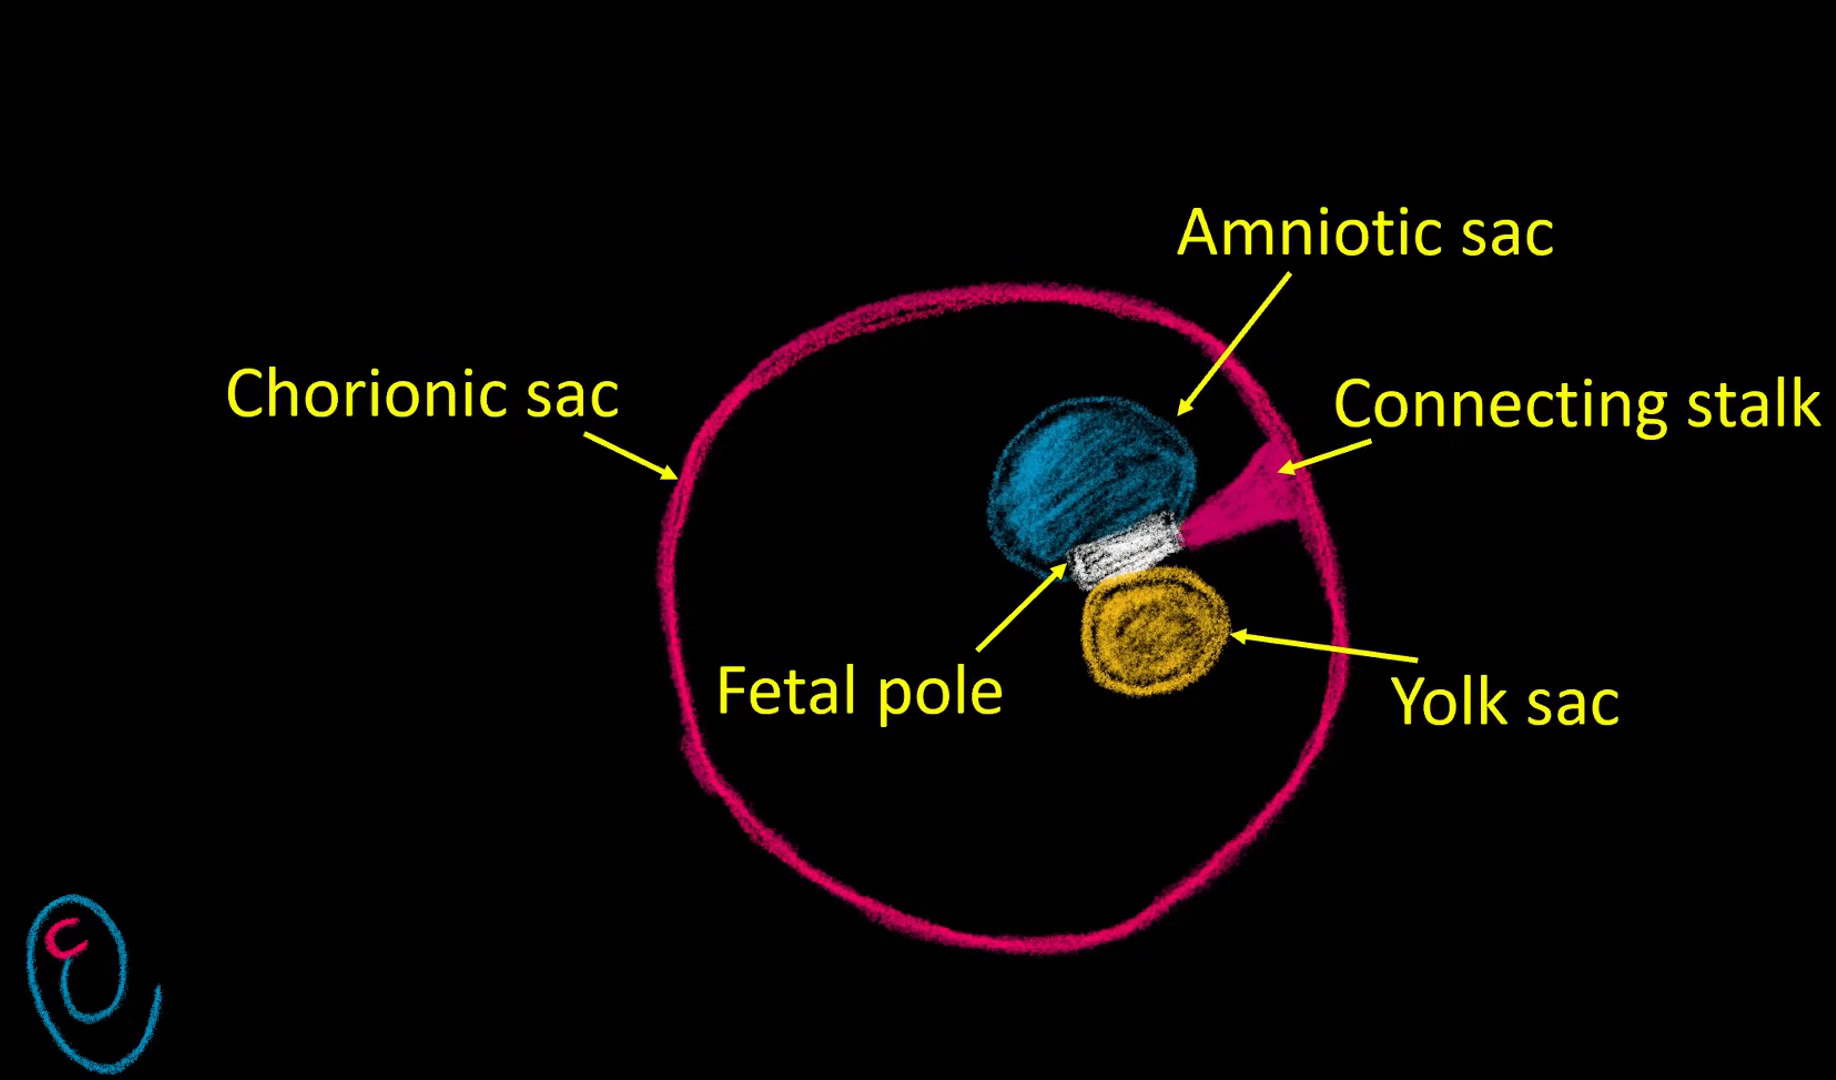 Amniotic sac
Chorionic sac
Connecting stalk
Fetal pole
Yolk sac